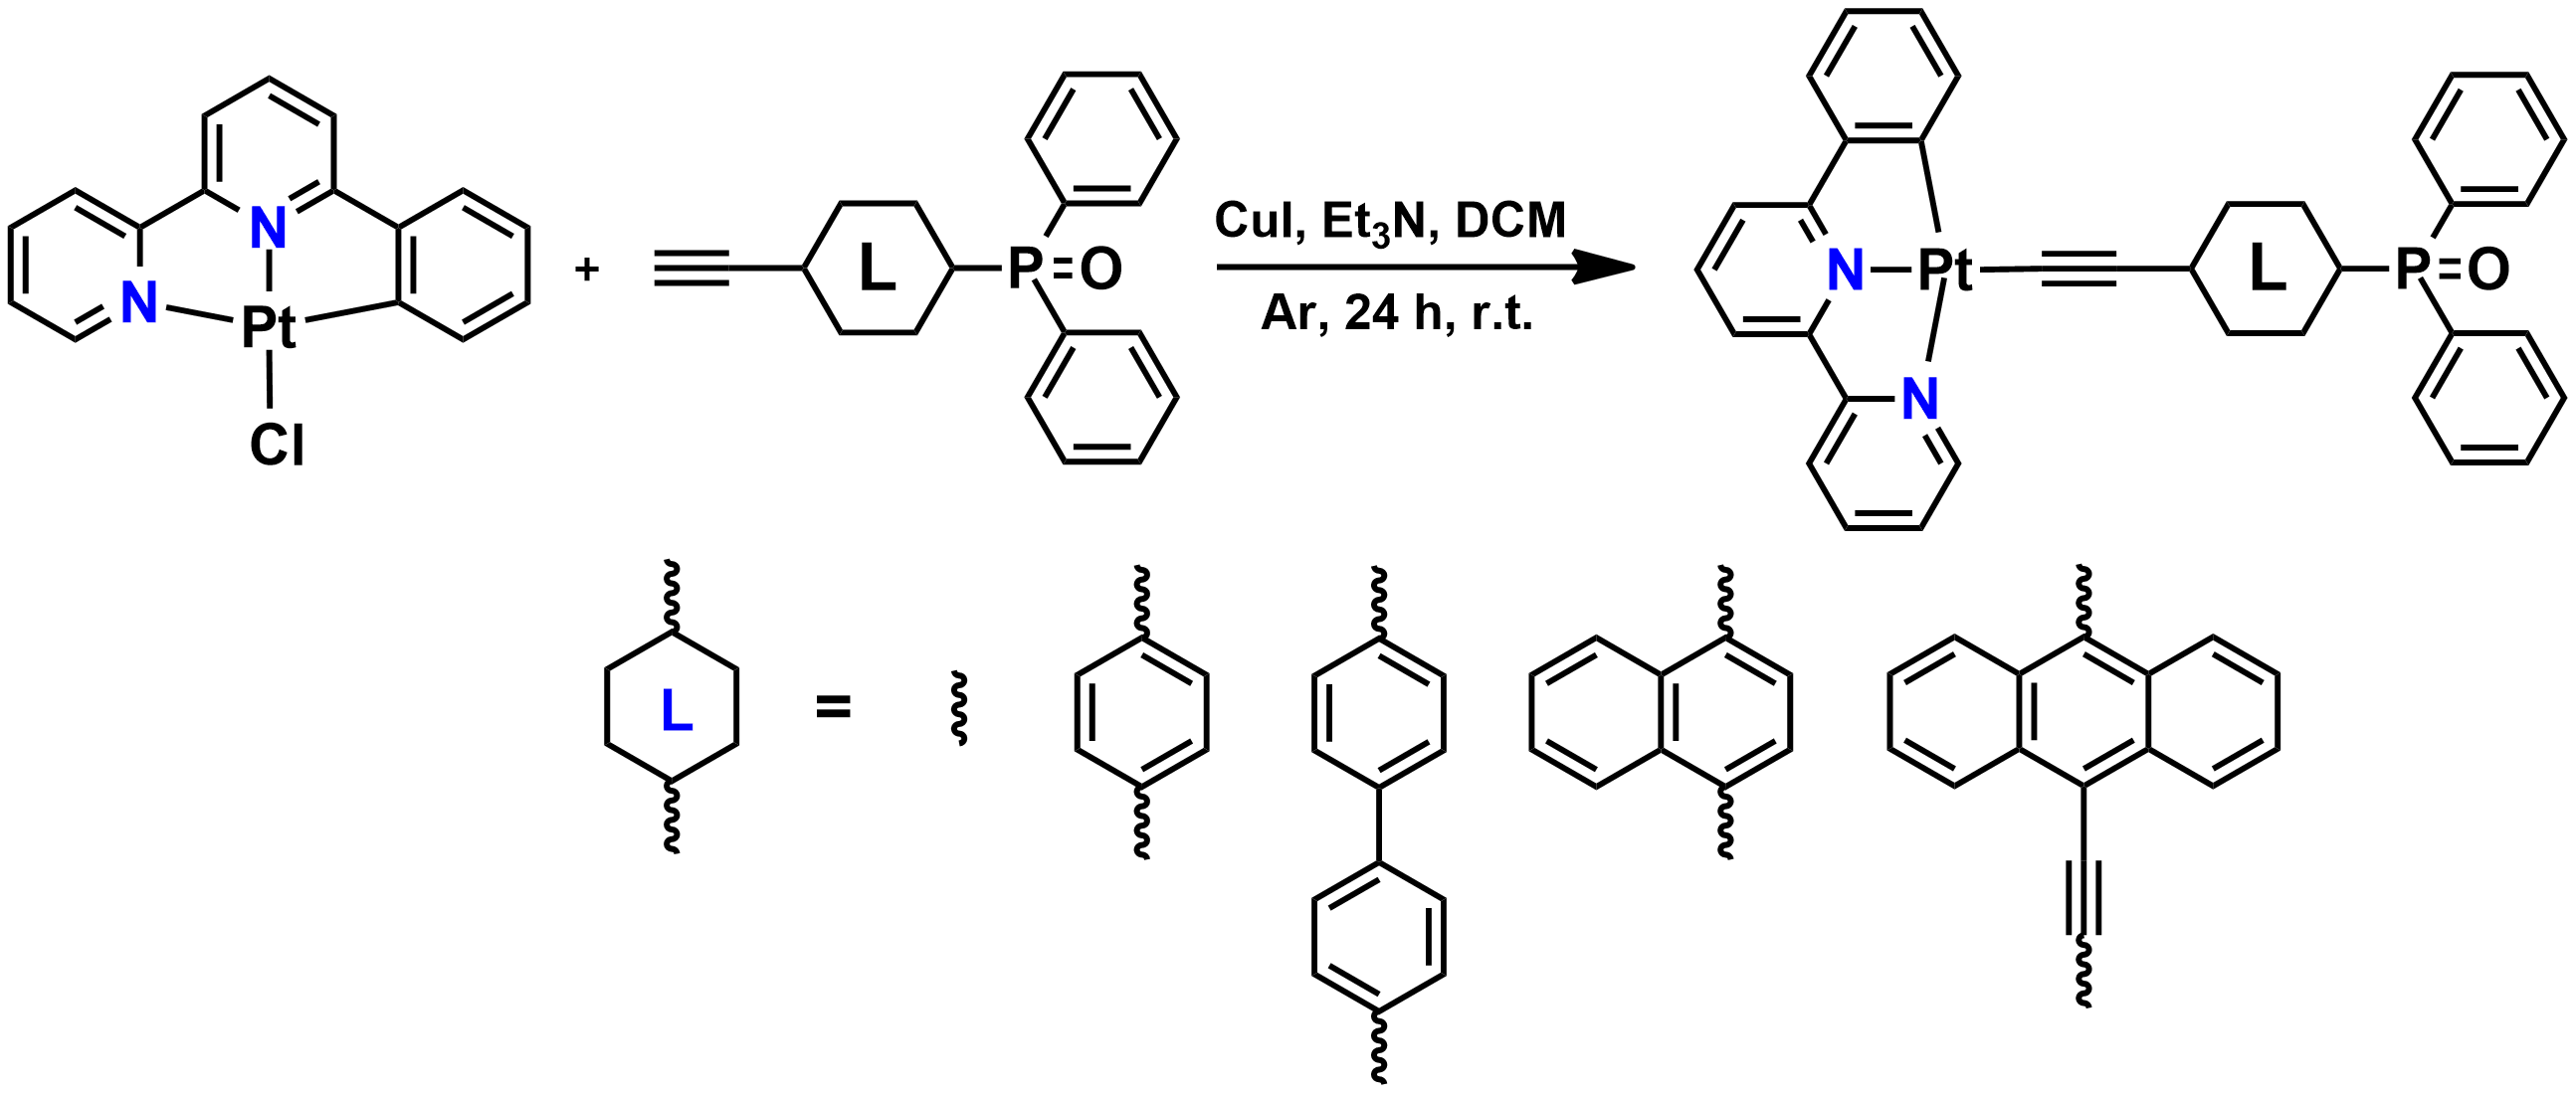 N
N
Pt
Cl
+
L
P=O
CuI, Et3N, DCM
Ar, 24 h, r.t.
N
Pt
N
L
P=O
L
=